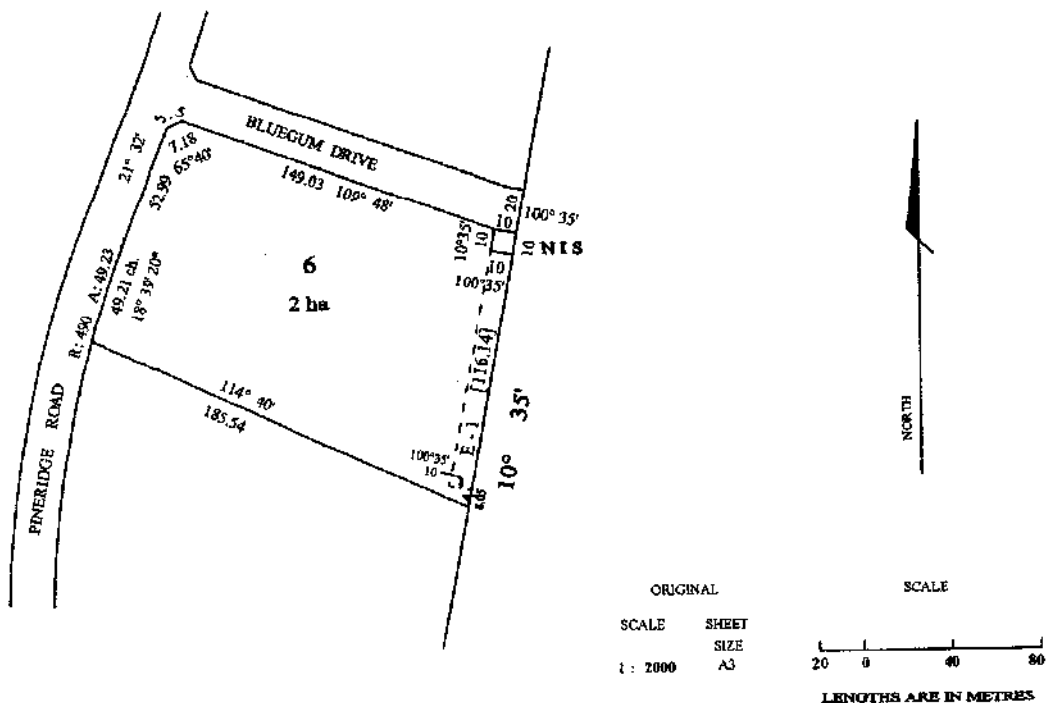 BLUEGUM DRIVE
5.5
7.18
65°40'
21° 32'
52.99
149.03 109° 48'
20
100° 35'
10
10°35'
10
10 NIS
10
100°35'
6
2 ha
A: 49.23
49.21 ch.
18° 39' 20"
R: 490
[116.14]
E-1
10° 35'
114° 40'
185.54
100°35'
10
PINERIDGE ROAD
NORTH
ORIGINAL
SCALE SHEET SIZE
1 : 2000 A3
SCALE
20 0 40 80
LENGTHS ARE IN METRES